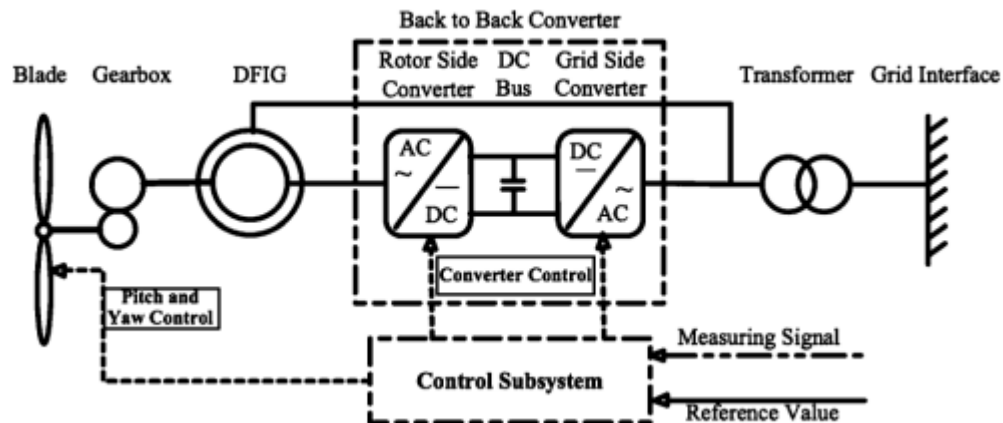 Back to Back Converter
Blade
Gearbox
DFIG
Rotor Side
Converter
DC
Bus
Grid Side
Converter
Transformer
Grid Interface
AC
~
—
DC
DC
—
~
AC
Converter Control
Pitch and
Yaw Control
Control Subsystem
Measuring Signal
Reference Value